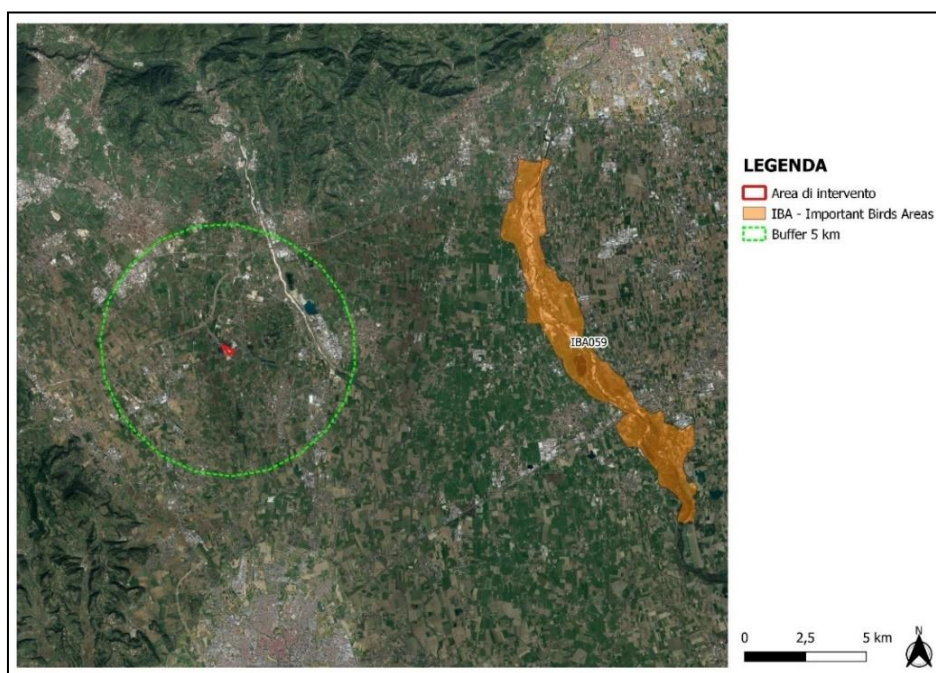 LEGENDA
Area di intervento
IBA - Important Birds Areas
Buffer 5 km
IBA059
0 2,5 5 km
N